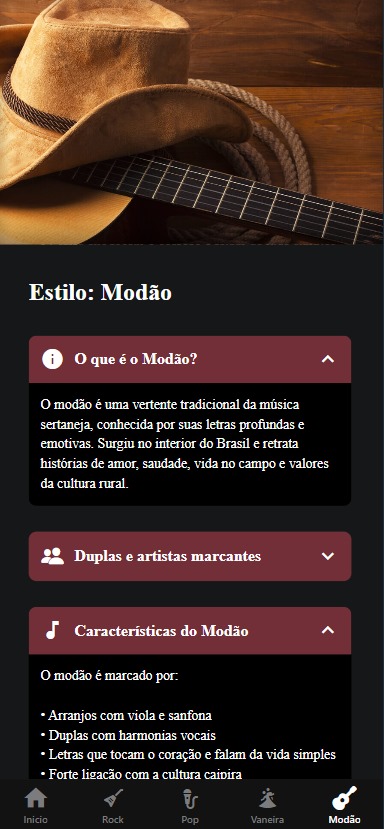 Estilo: Modão
O que é o Modão?
O modão é uma vertente tradicional da música
sertaneja, conhecida por suas letras profundas e
emotivas. Surgiu no interior do Brasil e retrata
histórias de amor, saudade, vida no campo e valores
da cultura rural.
Duplas e artistas marcantes
Características do Modão
O modão é marcado por:
• Arranjos com viola e sanfona
• Duplas com harmonias vocais
• Letras que tocam o coração e falam da vida simples
• Forte ligação com a cultura caipira
Inicio
Rock
Pop
Vaneira
Modão